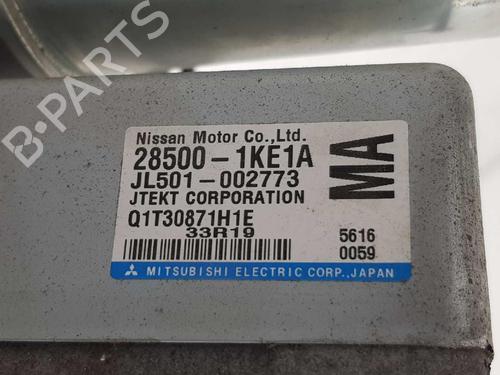 Nissan Motor Co.,Ltd.
28500-1KE1A
JL501-002773
JTEKT CORPORATION
Q1T30871H1E
33R19
MA
5616
0059
MITSUBISHI ELECTRIC CORP.,JAPAN
B-PARTS